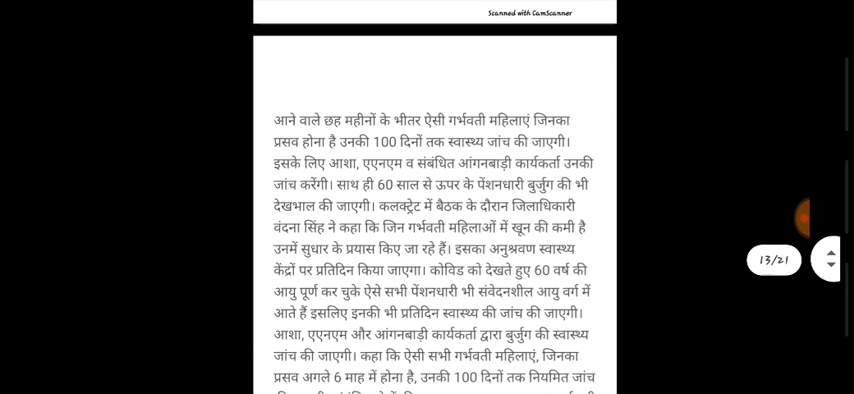 Scanned with CamScanner
आने वाले छह महीनों के भीतर ऐसी गर्भवती महिलाएं जिनका
प्रसव होना है उनकी 100 दिनों तक स्वास्थ्य जांच की जाएगी।
इसके लिए आशा, एएनएम व संबंधित आंगनबाड़ी कार्यकर्ता उनकी
जांच करेंगी। साथ ही 60 साल से ऊपर के पेंशनधारी बुर्जुग की भी
देखभाल की जाएगी। कलक्ट्रेट में बैठक के दौरान जिलाधिकारी
वंदना सिंह ने कहा कि जिन गर्भवती महिलाओं में खून की कमी है
उनमें सुधार के प्रयास किए जा रहे हैं। इसका अनुश्रवण स्वास्थ्य
केंद्रों पर प्रतिदिन किया जाएगा। कोविड को देखते हुए 60 वर्ष की
आयु पूर्ण कर चुके ऐसे सभी पेंशनधारी भी संवेदनशील आयु वर्ग में
आते हैं इसलिए इनकी भी प्रतिदिन स्वास्थ्य की जांच की जाएगी।
आशा, एएनएम और आंगनबाड़ी कार्यकर्ता द्वारा बुर्जुग की स्वास्थ्य
जांच की जाएगी। कहा कि ऐसी सभी गर्भवती महिलाएं, जिनका
प्रसव अगले 6 माह में होना है, उनकी 100 दिनों तक नियमित जांच
13/21